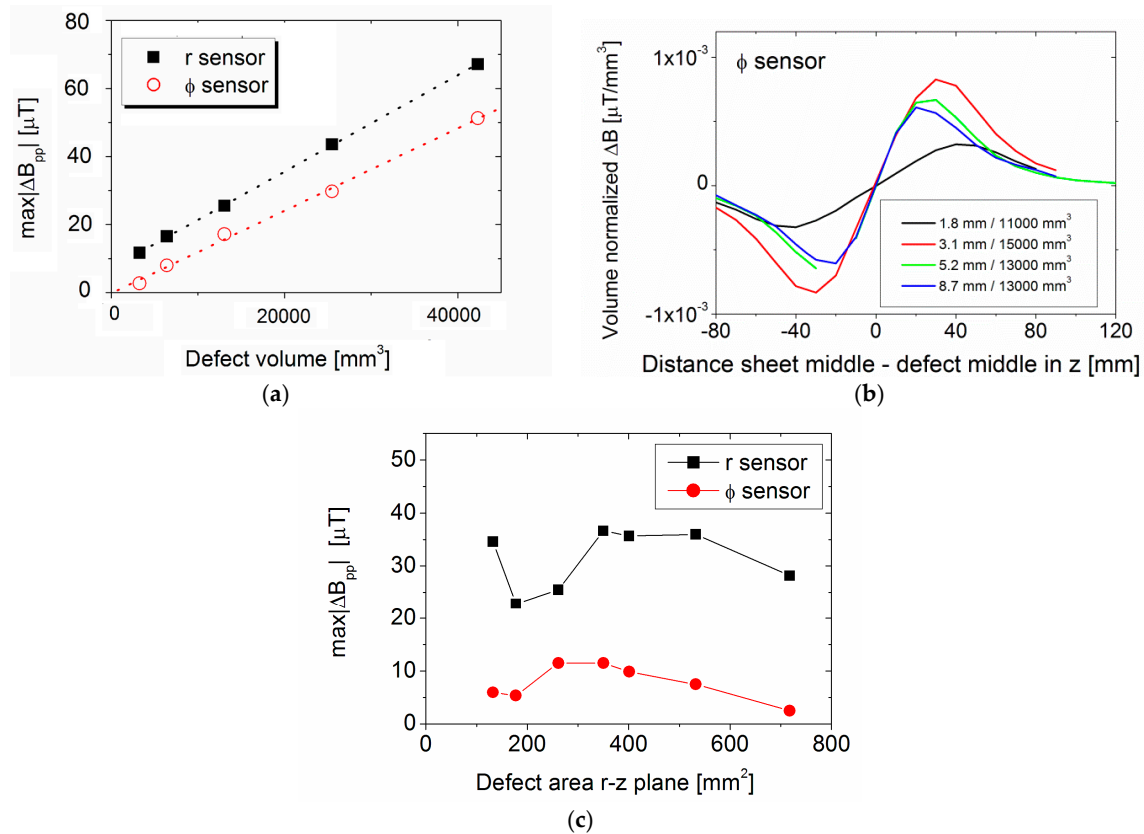 80
60
40
20
0
max|ΔB_pp| [μT]
r sensor
ϕ sensor
0
20000
40000
Defect volume [mm³]
(a)
1x10⁻³
0
-1x10⁻³
Volume normalized ΔB [μT/mm³]
ϕ sensor
1.8 mm / 11000 mm³
3.1 mm / 15000 mm³
5.2 mm / 13000 mm³
8.7 mm / 13000 mm³
-80
-40
0
40
80
120
Distance sheet middle - defect middle in z [mm]
(b)
50
40
30
20
10
0
max|ΔB_pp| [μT]
r sensor
ϕ sensor
0
200
400
600
800
Defect area r-z plane [mm²]
(c)